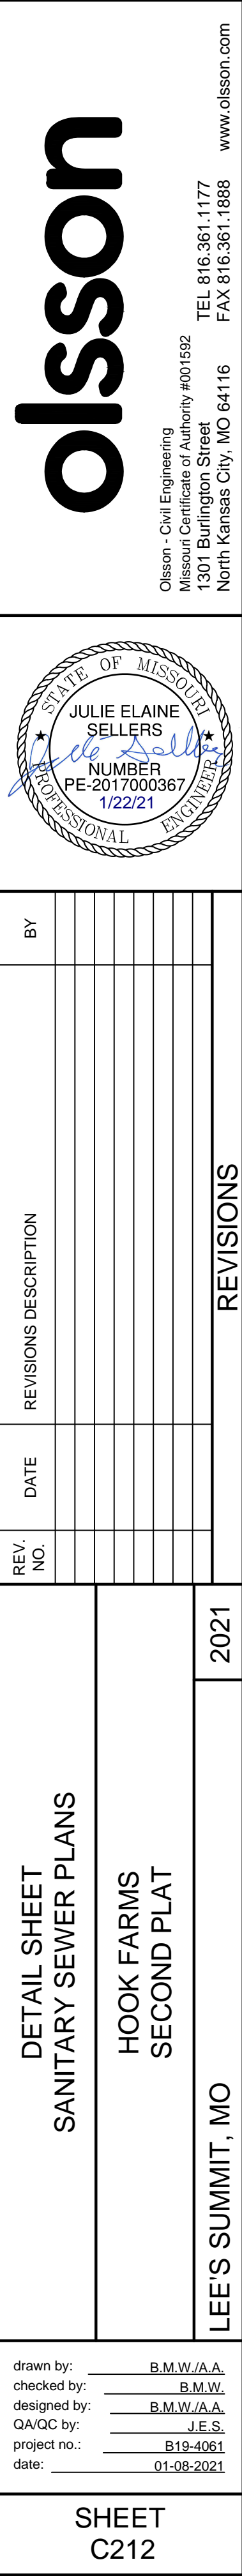 olsson
Olsson - Civil Engineering
Missouri Certificate of Authority #001592
1301 Burlington Street TEL 816.361.1177
North Kansas City, MO 64116 FAX 816.361.1888 www.olsson.com
STATE OF MISSOURI
JULIE ELAINE
SELLERS
NUMBER
PE-2017000367
1/22/21
PROFESSIONAL ENGINEER
REV. NO. DATE REVISIONS DESCRIPTION BY
REVISIONS
DETAIL SHEET
SANITARY SEWER PLANS
HOOK FARMS
SECOND PLAT
LEE'S SUMMIT, MO 2021
drawn by: B.M.W./A.A.
checked by: B.M.W.
designed by: B.M.W./A.A.
QA/QC by: J.E.S.
project no.: B19-4061
date: 01-08-2021
SHEET
C212